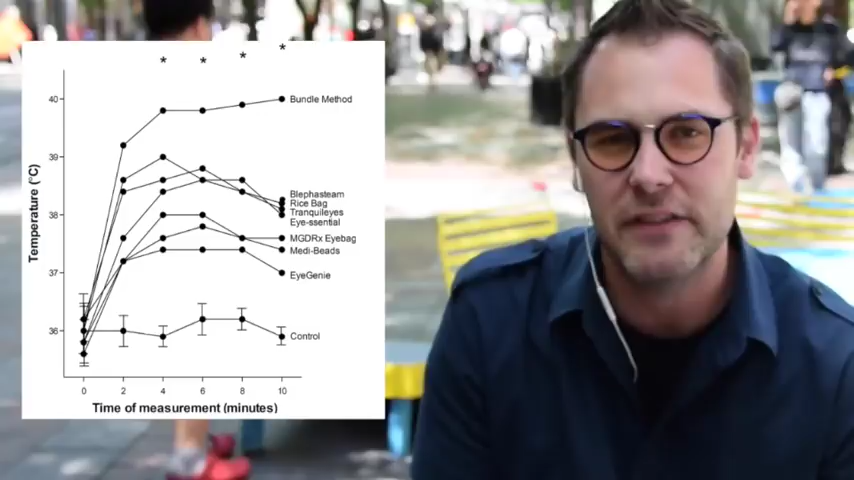 * * * *
40
39
38
37
36
Temperature (°C)
Bundle Method
Blephasteam
Rice Bag
Tranquileyes
Eye-ssential
MGDRx Eyebag
Medi-Beads
EyeGenie
Control
0 2 4 6 8 10
Time of measurement (minutes)